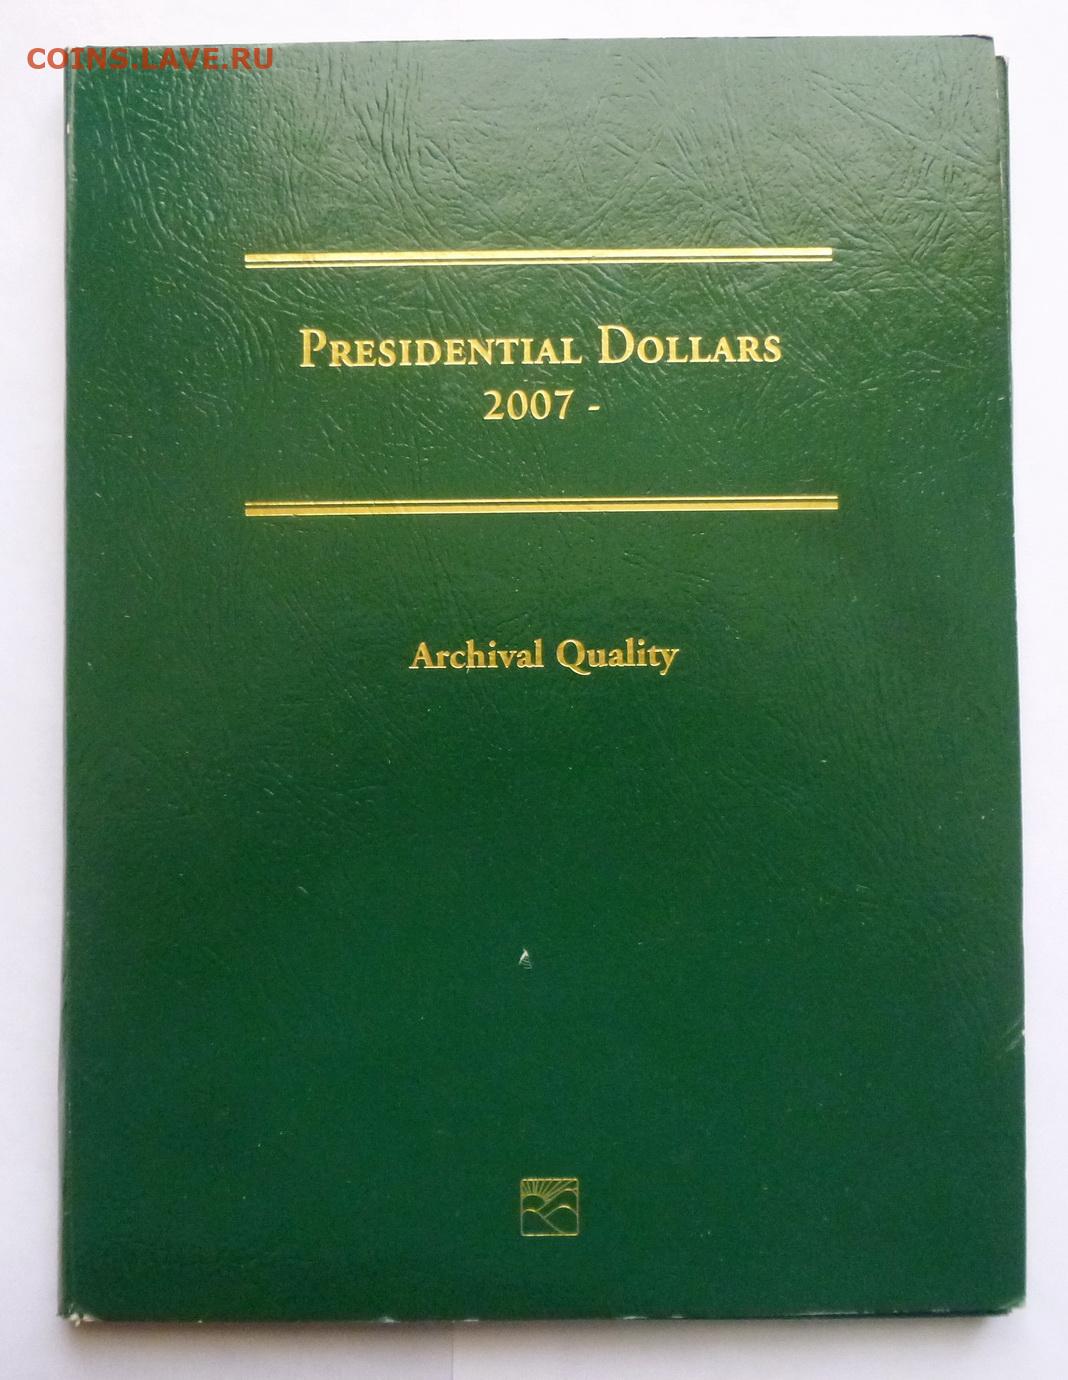 COINS.LAVE.RU
PRESIDENTIAL DOLLARS
2007 -
Archival Quality